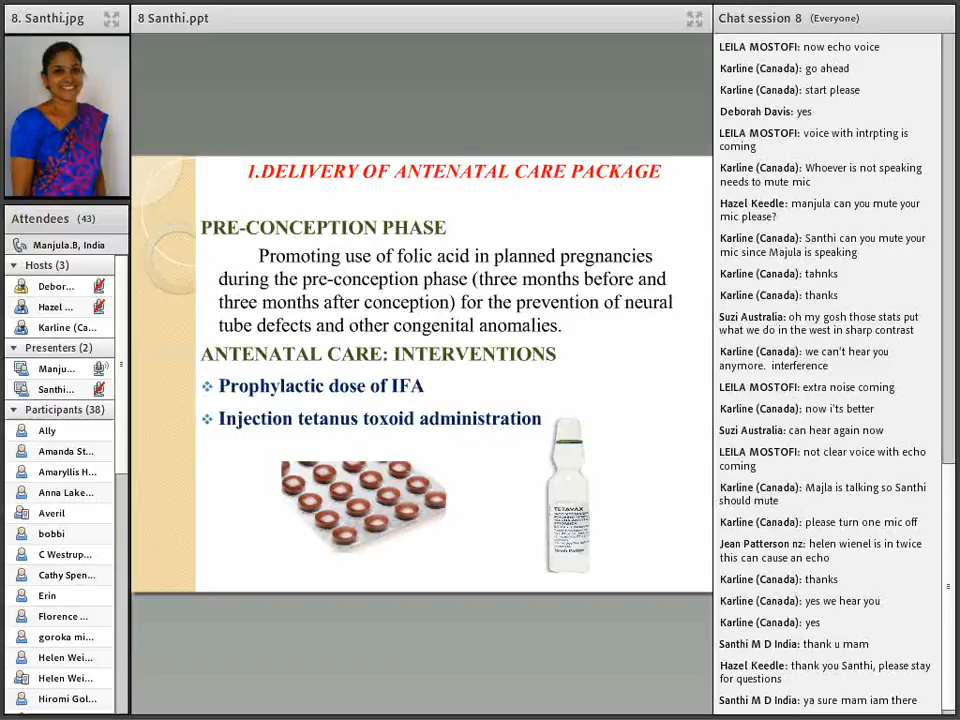 8. Santhi.jpg
8 Santhi.ppt
Chat session 8 (Everyone)
Attendees (43)
Manjula.B, India
Hosts (3)
Debor...
Hazel ...
Karline (Ca...
Presenters (2)
Manju...
Santhi...
Participants (38)
Ally
Amanda St...
Amaryllis H...
Anna Lake...
Averil
bobbi
C Westrup...
Cathy Spen...
Erin
Florence ...
goroka mi...
Helen Wei...
Helen Wei...
Hiromi Gol...
1.DELIVERY OF ANTENATAL CARE PACKAGE
PRE-CONCEPTION PHASE
Promoting use of folic acid in planned pregnancies
during the pre-conception phase (three months before and
three months after conception) for the prevention of neural
tube defects and other congenital anomalies.
ANTENATAL CARE: INTERVENTIONS
Prophylactic dose of IFA
Injection tetanus toxoid administration
TETAVAX
LEILA MOSTOFI: now echo voice
Karline (Canada): go ahead
Karline (Canada): start please
Deborah Davis: yes
LEILA MOSTOFI: voice with intrpting is
coming
Karline (Canada): Whoever is not speaking
needs to mute mic
Hazel Keedle: manjula can you mute your
mic please?
Karline (Canada): Santhi can you mute your
mic since Majula is speaking
Karline (Canada): tahnks
Karline (Canada): thanks
Suzi Australia: oh my gosh those stats put
what we do in the west in sharp contrast
Karline (Canada): we can't hear you
anymore. interference
LEILA MOSTOFI: extra noise coming
Karline (Canada): now i'ts better
Suzi Australia: can hear again now
LEILA MOSTOFI: not clear voice with echo
coming
Karline (Canada): Majla is talking so Santhi
should mute
Karline (Canada): please turn one mic off
Jean Patterson nz: helen wienel is in twice
this can cause an echo
Karline (Canada): thanks
Karline (Canada): yes we hear you
Karline (Canada): yes
Santhi M D India: thank u mam
Hazel Keedle: thank you Santhi, please stay
for questions
Santhi M D India: ya sure mam iam there